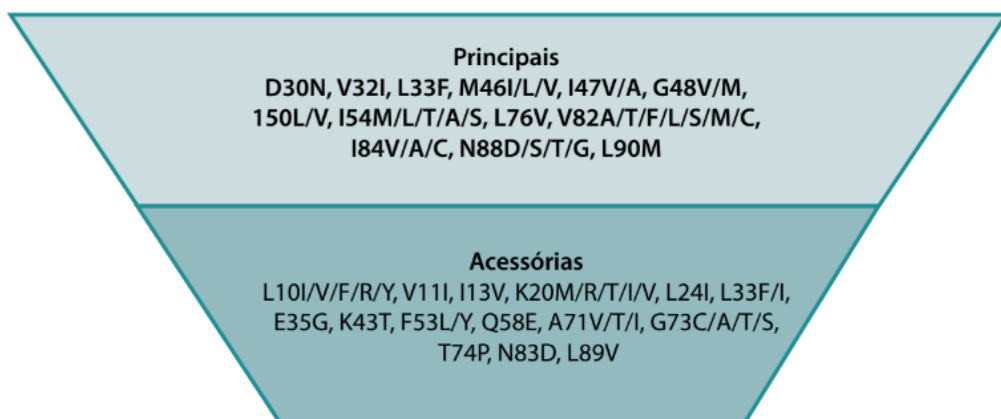 Principais
D30N, V32I, L33F, M46I/L/V, I47V/A, G48V/M,
150L/V, I54M/L/T/A/S, L76V, V82A/T/F/L/S/M/C,
I84V/A/C, N88D/S/T/G, L90M
Acessórias
L10I/V/F/R/Y, V11I, I13V, K20M/R/T/I/V, L24I, L33F/I,
E35G, K43T, F53L/Y, Q58E, A71V/T/I, G73C/A/T/S,
T74P, N83D, L89V